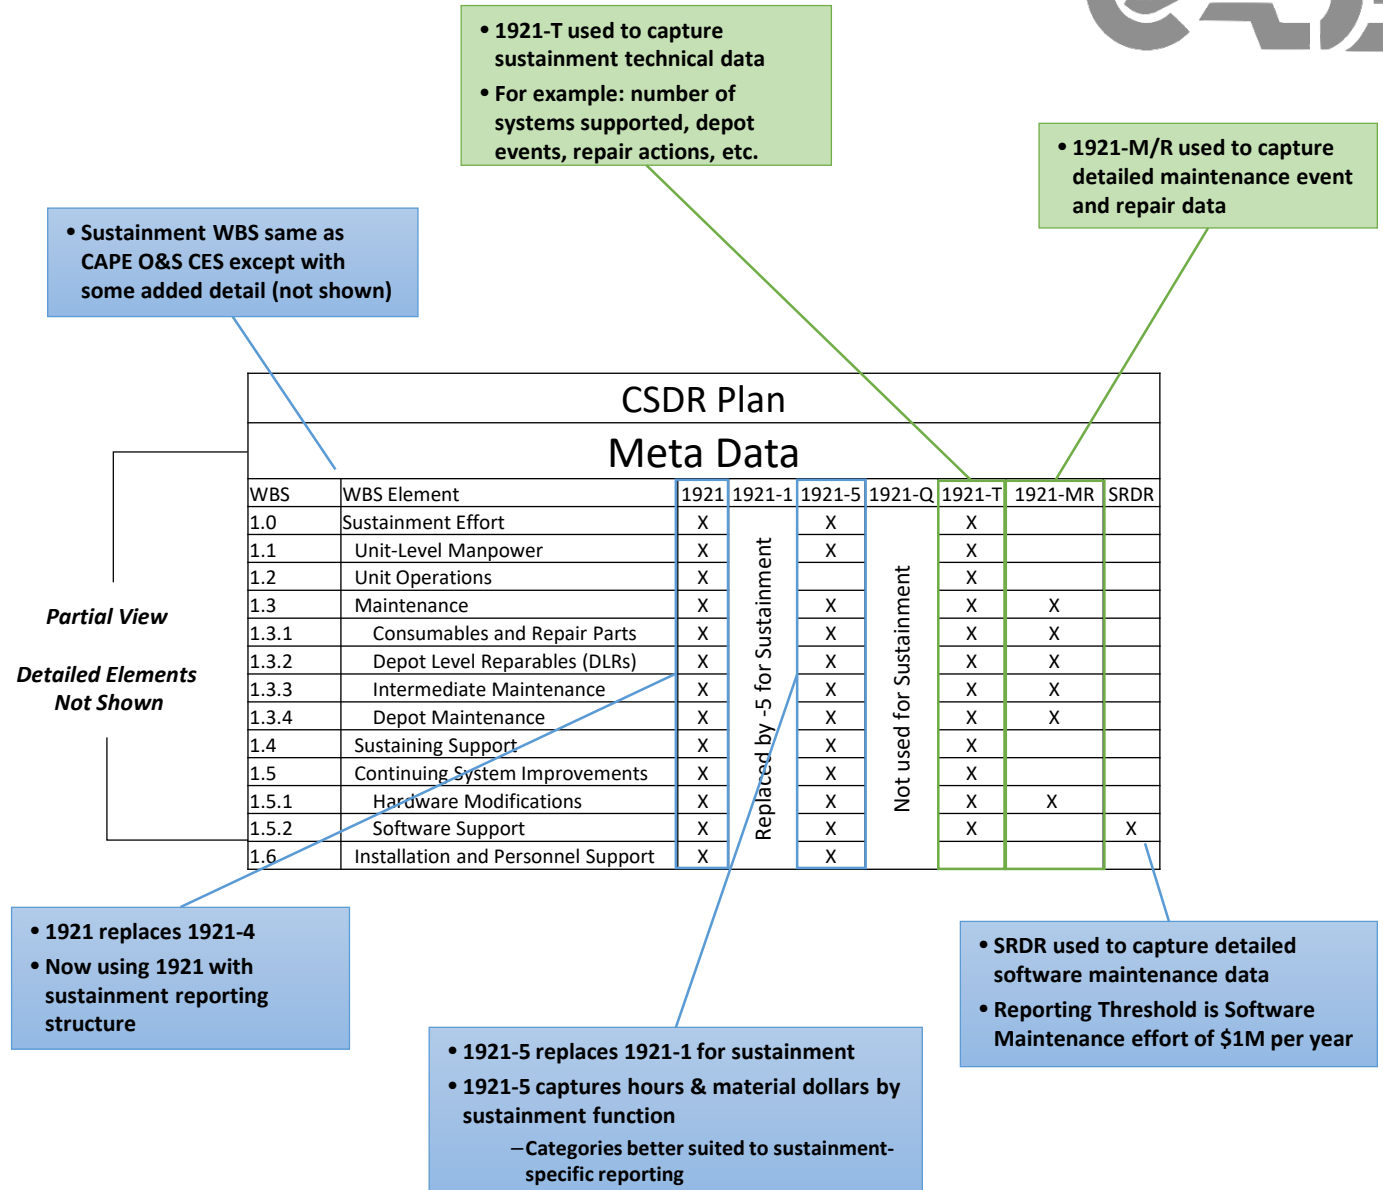 • 1921-T used to capture
sustainment technical data
• For example: number of
systems supported, depot
events, repair actions, etc.
• 1921-M/R used to capture
detailed maintenance event
and repair data
• Sustainment WBS same as
CAPE O&S CES except with
some added detail (not shown)
CSDR Plan
Meta Data
WBS WBS Element 1921 1921-1 1921-5 1921-Q 1921-T 1921-MR SRDR
1.0 Sustainment Effort X X X
1.1 Unit-Level Manpower X X X
1.2 Unit Operations X X
1.3 Maintenance X X X X
1.3.1 Consumables and Repair Parts X X X X
1.3.2 Depot Level Reparables (DLRs) X X X X
1.3.3 Intermediate Maintenance X X X X
1.3.4 Depot Maintenance X X X X
1.4 Sustaining Support X X X
1.5 Continuing System Improvements X X X
1.5.1 Hardware Modifications X X X X
1.5.2 Software Support X X X X
1.6 Installation and Personnel Support X X
Replaced by -5 for Sustainment
Not used for Sustainment
Partial View
Detailed Elements
Not Shown
• 1921 replaces 1921-4
• Now using 1921 with
sustainment reporting
structure
• 1921-5 replaces 1921-1 for sustainment
• 1921-5 captures hours & material dollars by
sustainment function
–Categories better suited to sustainment-
specific reporting
• SRDR used to capture detailed
software maintenance data
• Reporting Threshold is Software
Maintenance effort of $1M per year